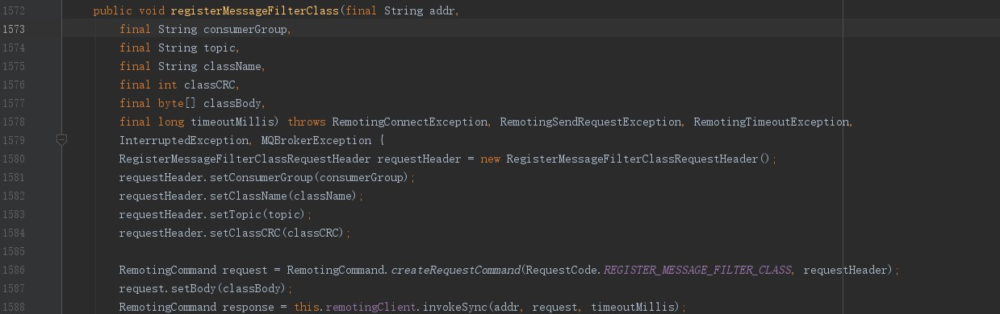 1572 public void registerMessageFilterClass(final String addr,
1573 final String consumerGroup,
1574 final String topic,
1575 final String className,
1576 final int classCRC,
1577 final byte[] classBody,
1578 final long timeoutMillis) throws RemotingConnectException, RemotingSendRequestException, RemotingTimeoutException,
1579 InterruptedException, MQBrokerException {
1580 RegisterMessageFilterClassRequestHeader requestHeader = new RegisterMessageFilterClassRequestHeader();
1581 requestHeader.setConsumerGroup(consumerGroup);
1582 requestHeader.setClassName(className);
1583 requestHeader.setTopic(topic);
1584 requestHeader.setClassCRC(classCRC);
1585
1586 RemotingCommand request = RemotingCommand.createRequestCommand(RequestCode.REGISTER_MESSAGE_FILTER_CLASS, requestHeader);
1587 request.setBody(classBody);
1588 RemotingCommand response = this.remotingClient.invokeSync(addr, request, timeoutMillis);